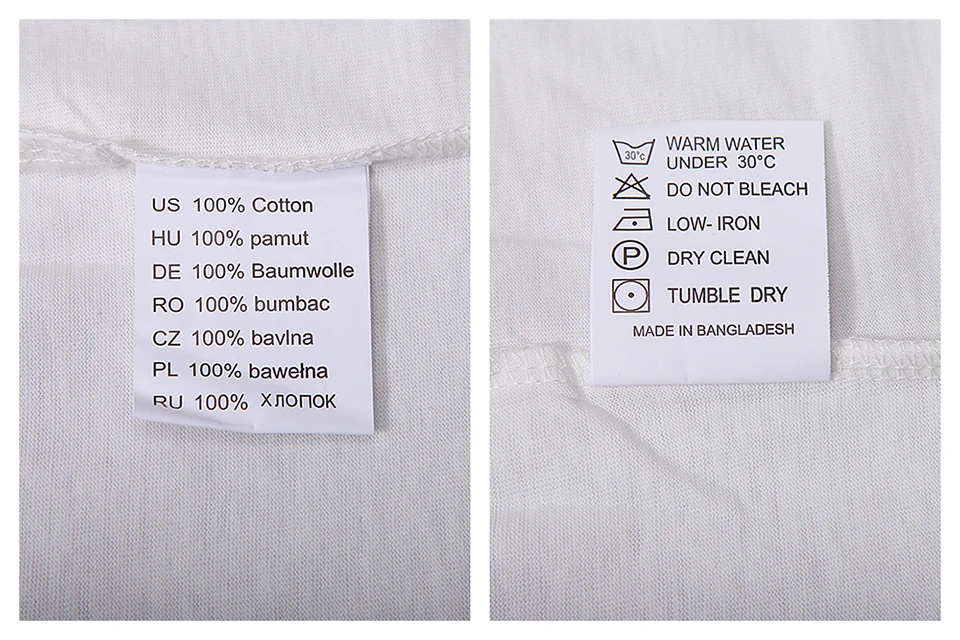 US 100% Cotton
HU 100% pamut
DE 100% Baumwolle
RO 100% bumbac
CZ 100% bavlna
PL 100% bawełna
RU 100% ХЛОПОК
30°c WARM WATER
UNDER 30°C
DO NOT BLEACH
LOW- IRON
P DRY CLEAN
TUMBLE DRY
MADE IN BANGLADESH